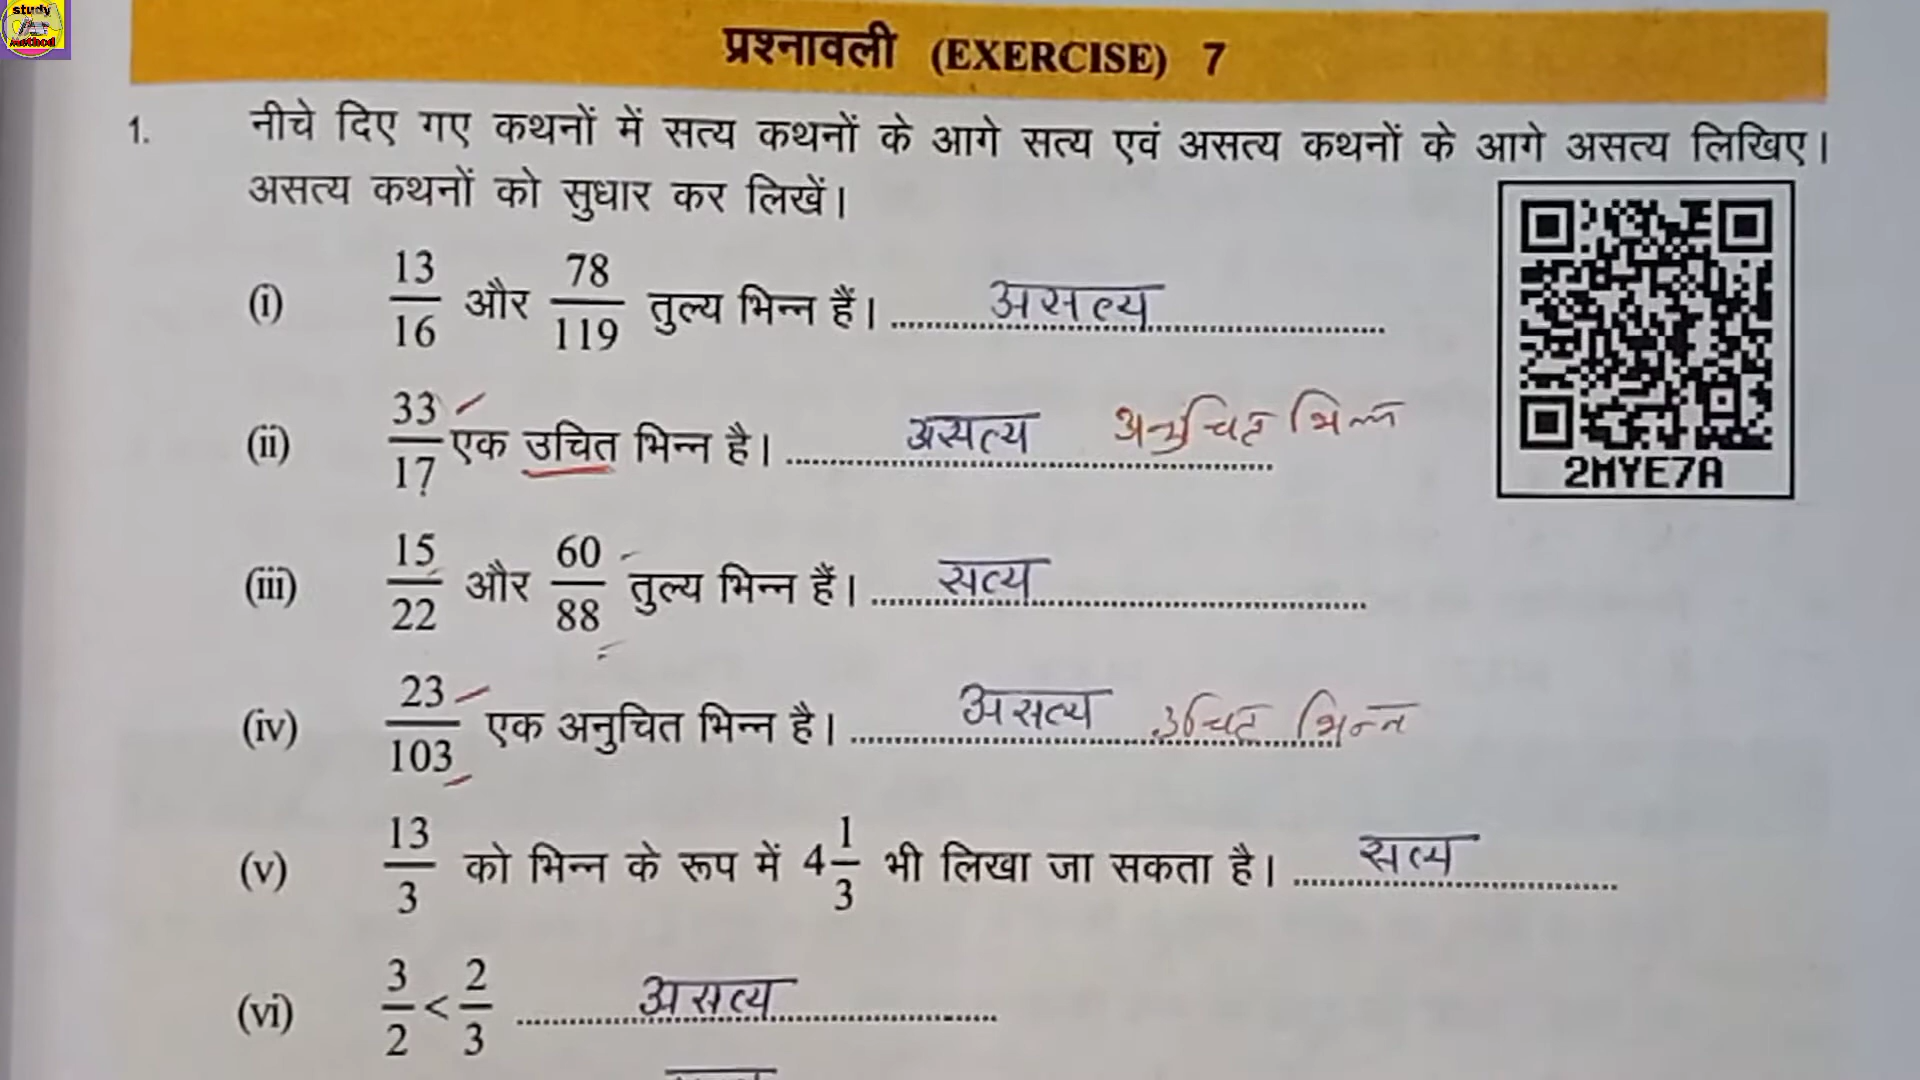 study
method
प्रश्नावली (EXERCISE) 7
1. नीचे दिए गए कथनों में सत्य कथनों के आगे सत्य एवं असत्य कथनों के आगे असत्य लिखिए।
असत्य कथनों को सुधार कर लिखें।
(i) 13/16 और 78/119 तुल्य भिन्न हैं। असत्य
(ii) 33/17 एक उचित भिन्न है। असत्य अनुचित भिन्न
2MYE7A
(iii) 15/22 और 60/88 तुल्य भिन्न हैं। सत्य
(iv) 23/103 एक अनुचित भिन्न है। असत्य उचित भिन्न
(v) 13/3 को भिन्न के रूप में 4 1/3 भी लिखा जा सकता है। सत्य
(vi) 3/2 < 2/3 असत्य